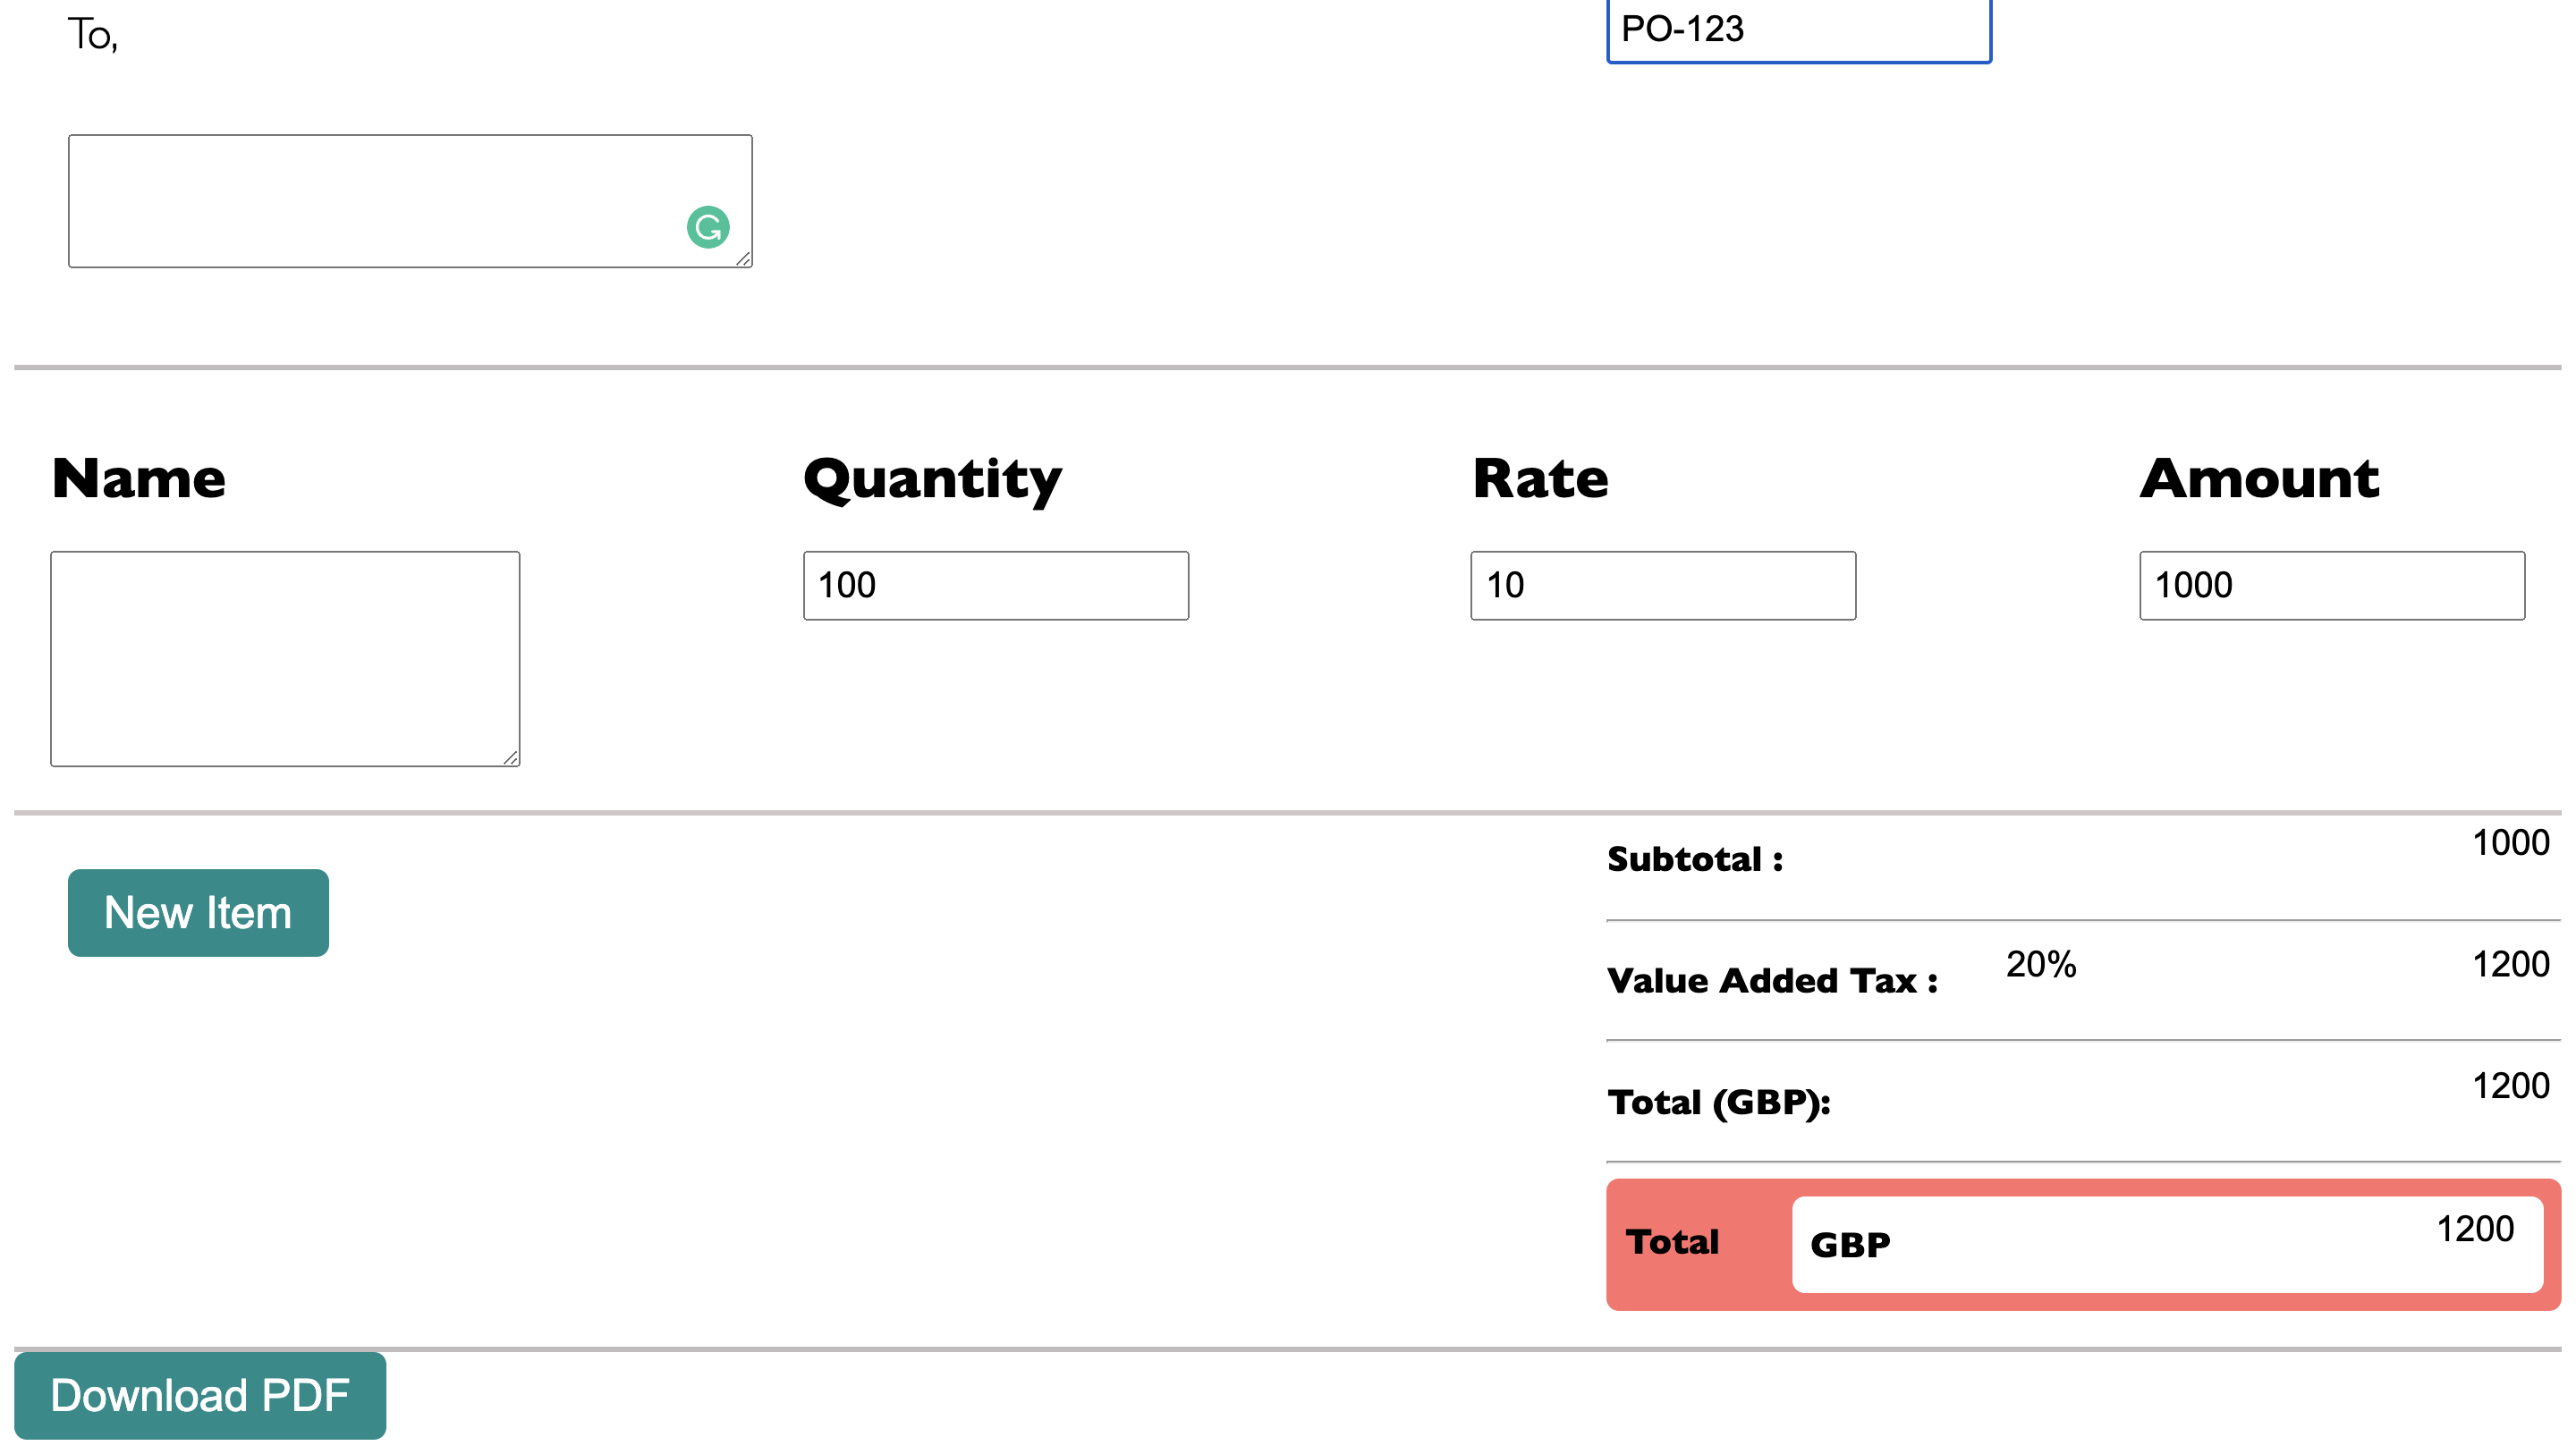 To,
PO-123
Name Quantity Rate Amount
100 10 1000
Subtotal : 1000
New Item
Value Added Tax : 20% 1200
Total (GBP): 1200
Total GBP 1200
Download PDF